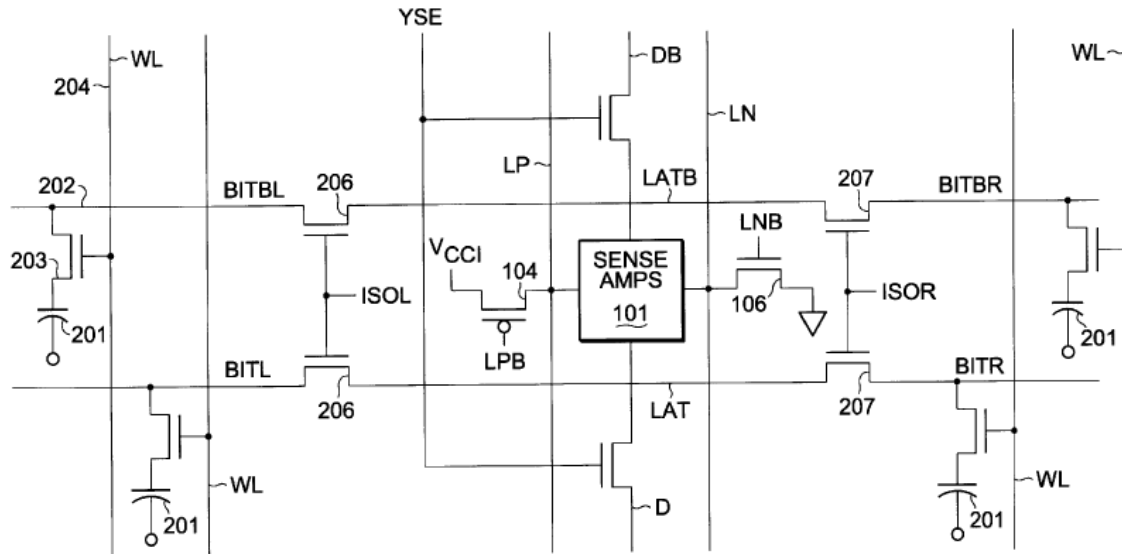 YSE
WL
DB
WL
204
LN
LP
202
BITBL
206
LATB
207
BITBR
LNB
VCCI
203
104
SENSE
AMPS
101
ISOL
106
ISOR
201
201
LPB
BITL
206
LAT
207
BITR
WL
D
WL
201
201